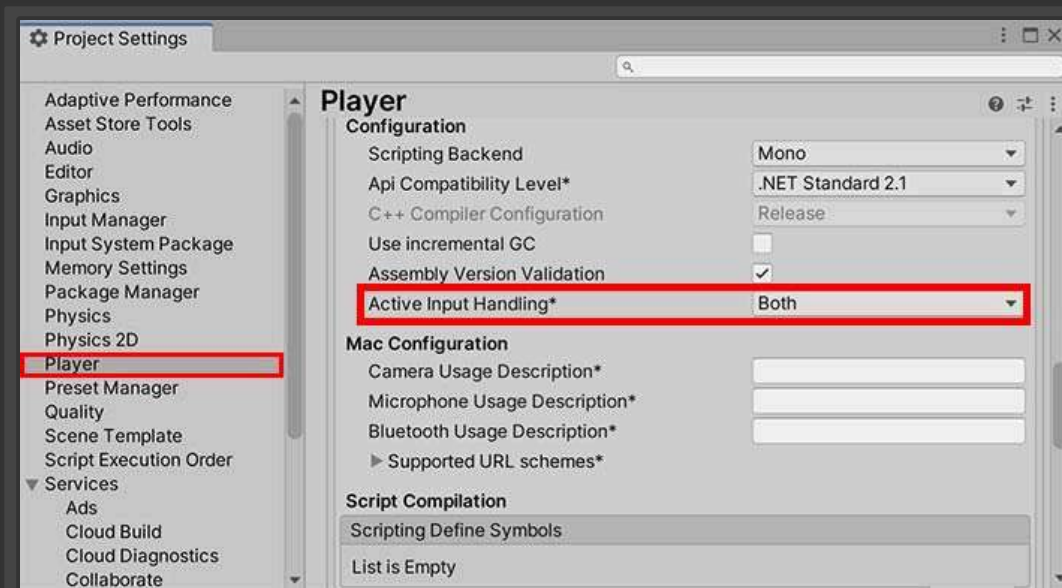 Project Settings
Adaptive Performance
Asset Store Tools
Audio
Editor
Graphics
Input Manager
Input System Package
Memory Settings
Package Manager
Physics
Physics 2D
Player
Preset Manager
Quality
Scene Template
Script Execution Order
Services
Ads
Cloud Build
Cloud Diagnostics
Collaborate
Player
Configuration
Scripting Backend Mono
Api Compatibility Level* .NET Standard 2.1
C++ Compiler Configuration Release
Use incremental GC
Assembly Version Validation
Active Input Handling* Both
Mac Configuration
Camera Usage Description*
Microphone Usage Description*
Bluetooth Usage Description*
Supported URL schemes*
Script Compilation
Scripting Define Symbols
List is Empty